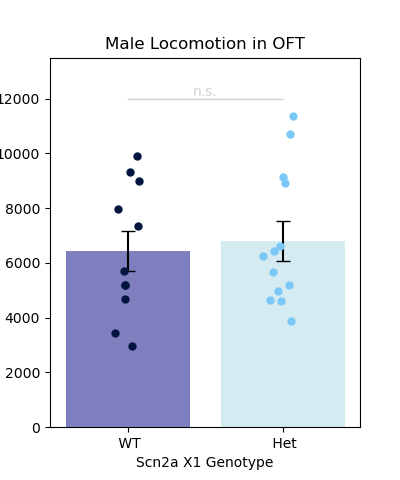 Male Locomotion in OFT
n.s.
12000
10000
8000
6000
4000
2000
0
WT
Het
Scn2a X1 Genotype